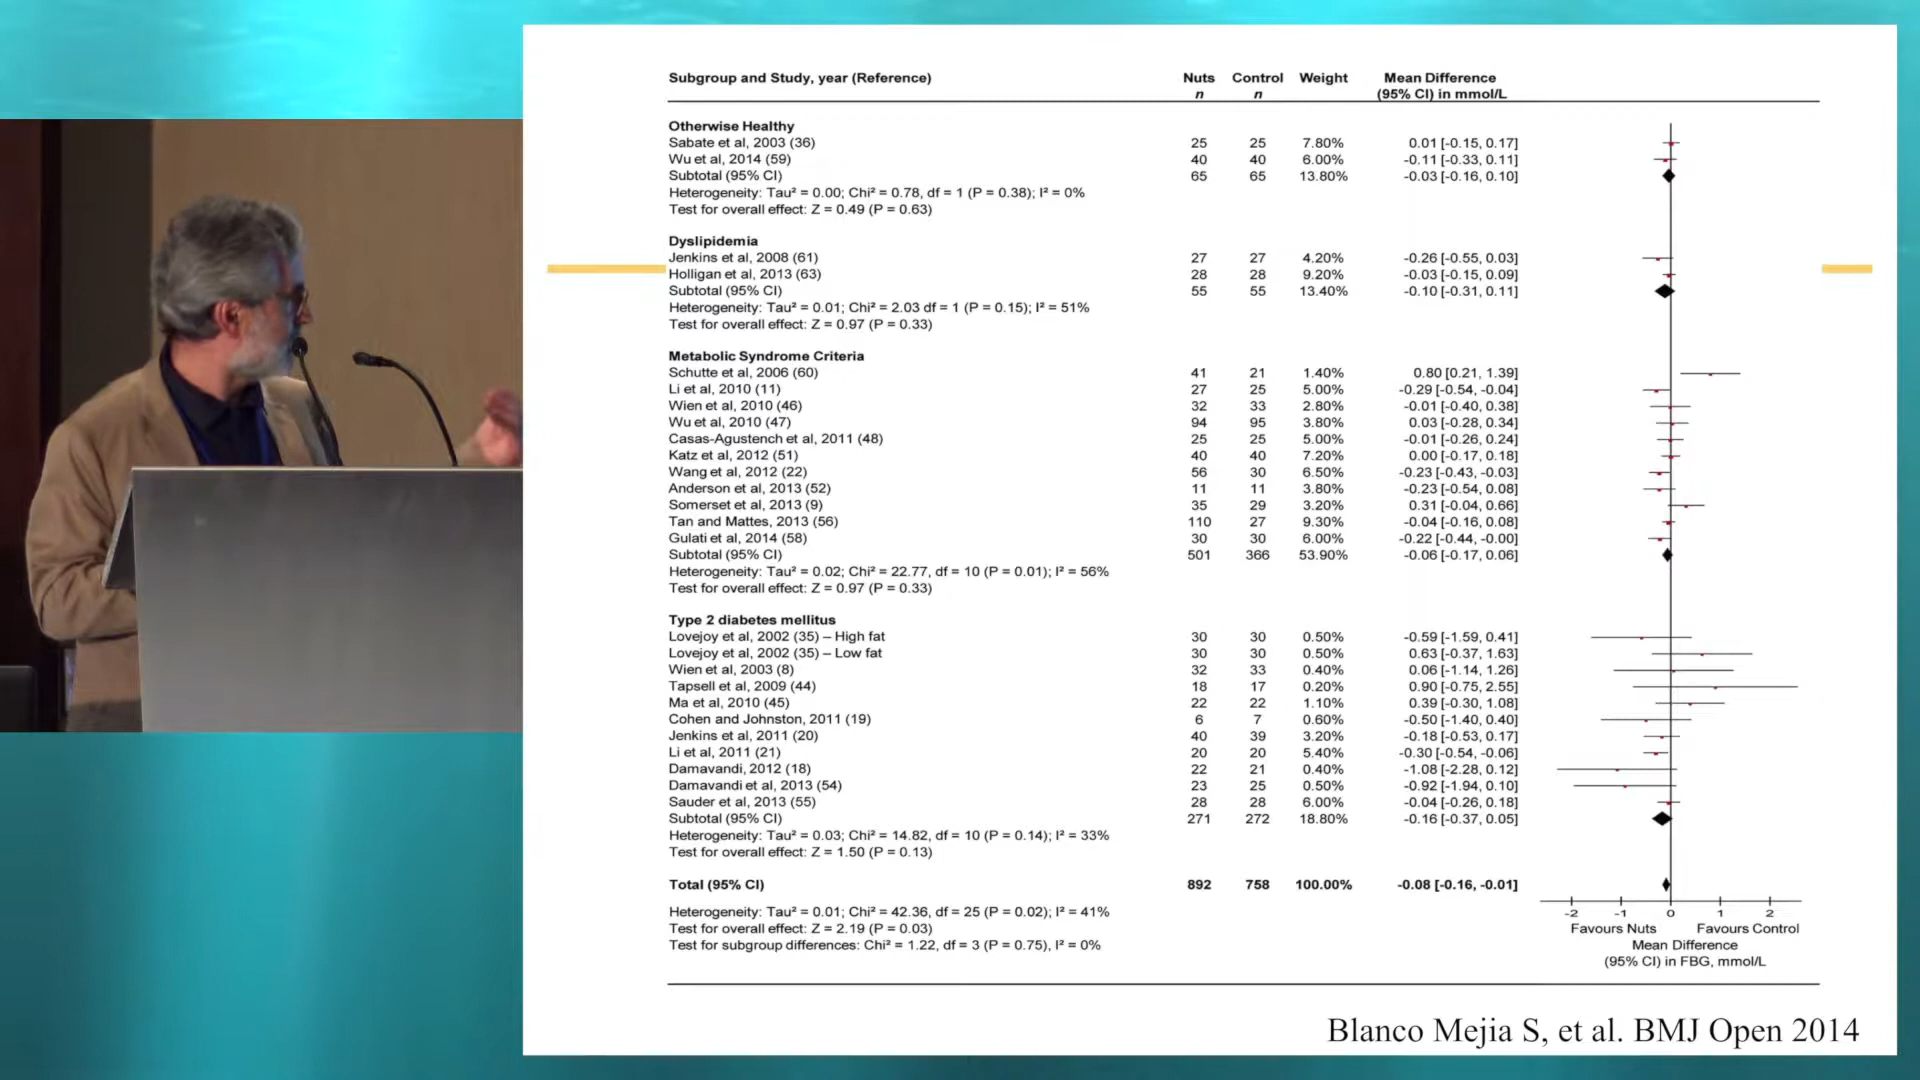 Subgroup and Study, year (Reference) Nuts Control Weight Mean Difference
n n (95% CI) in mmol/L
Otherwise Healthy
Sabate et al, 2003 (36) 25 25 7.80% 0.01 [-0.15, 0.17]
Wu et al, 2014 (59) 40 40 6.00% -0.11 [-0.33, 0.11]
Subtotal (95% CI) 65 65 13.80% -0.03 [-0.16, 0.10]
Heterogeneity: Tau² = 0.00; Chi² = 0.78, df = 1 (P = 0.38); I² = 0%
Test for overall effect: Z = 0.49 (P = 0.63)
Dyslipidemia
Jenkins et al, 2008 (61) 27 27 4.20% -0.26 [-0.55, 0.03]
Holligan et al, 2013 (63) 28 28 9.20% -0.03 [-0.15, 0.09]
Subtotal (95% CI) 55 55 13.40% -0.10 [-0.31, 0.11]
Heterogeneity: Tau² = 0.01; Chi² = 2.03 df = 1 (P = 0.15); I² = 51%
Test for overall effect: Z = 0.97 (P = 0.33)
Metabolic Syndrome Criteria
Schutte et al, 2006 (60) 41 21 1.40% 0.80 [0.21, 1.39]
Li et al, 2010 (11) 27 25 5.00% -0.29 [-0.54, -0.04]
Wien et al, 2010 (46) 32 33 2.80% -0.01 [-0.40, 0.38]
Wu et al, 2010 (47) 94 95 3.80% 0.03 [-0.28, 0.34]
Casas-Agustench et al, 2011 (48) 25 25 5.00% -0.01 [-0.26, 0.24]
Katz et al, 2012 (51) 40 40 7.20% 0.00 [-0.17, 0.18]
Wang et al, 2012 (22) 56 30 6.50% -0.23 [-0.43, -0.03]
Anderson et al, 2013 (52) 11 11 3.80% -0.23 [-0.54, 0.08]
Somerset et al, 2013 (9) 35 29 3.20% 0.31 [-0.04, 0.66]
Tan and Mattes, 2013 (56) 110 27 9.30% -0.04 [-0.16, 0.08]
Gulati et al, 2014 (58) 30 30 6.00% -0.22 [-0.44, -0.00]
Subtotal (95% CI) 501 366 53.90% -0.06 [-0.17, 0.06]
Heterogeneity: Tau² = 0.02; Chi² = 22.77, df = 10 (P = 0.01); I² = 56%
Test for overall effect: Z = 0.97 (P = 0.33)
Type 2 diabetes mellitus
Lovejoy et al, 2002 (35) – High fat 30 30 0.50% -0.59 [-1.59, 0.41]
Lovejoy et al, 2002 (35) – Low fat 30 30 0.50% 0.63 [-0.37, 1.63]
Wien et al, 2003 (8) 32 33 0.40% 0.06 [-1.14, 1.26]
Tapsell et al, 2009 (44) 18 17 0.20% 0.90 [-0.75, 2.55]
Ma et al, 2010 (45) 22 22 1.10% 0.39 [-0.30, 1.08]
Cohen and Johnston, 2011 (19) 6 7 0.60% -0.50 [-1.40, 0.40]
Jenkins et al, 2011 (20) 40 39 3.20% -0.18 [-0.53, 0.17]
Li et al, 2011 (21) 20 20 5.40% -0.30 [-0.54, -0.06]
Damavandi, 2012 (18) 22 21 0.40% -1.08 [-2.28, 0.12]
Damavandi et al, 2013 (54) 23 25 0.50% -0.92 [-1.94, 0.10]
Sauder et al, 2013 (55) 28 28 6.00% -0.04 [-0.26, 0.18]
Subtotal (95% CI) 271 272 18.80% -0.16 [-0.37, 0.05]
Heterogeneity: Tau² = 0.03; Chi² = 14.82, df = 10 (P = 0.14); I² = 33%
Test for overall effect: Z = 1.50 (P = 0.13)
Total (95% CI) 892 758 100.00% -0.08 [-0.16, -0.01]
Heterogeneity: Tau² = 0.01; Chi² = 42.36, df = 25 (P = 0.02); I² = 41%
Test for overall effect: Z = 2.19 (P = 0.03)
Test for subgroup differences: Chi² = 1.22, df = 3 (P = 0.75), I² = 0%
-2 -1 0 1 2
Favours Nuts Favours Control
Mean Difference
(95% CI) in FBG, mmol/L
Blanco Mejia S, et al. BMJ Open 2014